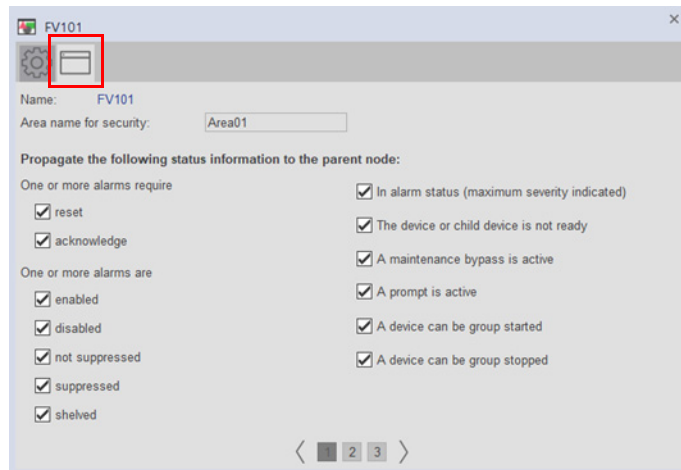 FV101
Name: FV101
Area name for security: Area01
Propagate the following status information to the parent node:
One or more alarms require
reset
acknowledge
One or more alarms are
enabled
disabled
not suppressed
suppressed
shelved
In alarm status (maximum severity indicated)
The device or child device is not ready
A maintenance bypass is active
A prompt is active
A device can be group started
A device can be group stopped
1 2 3